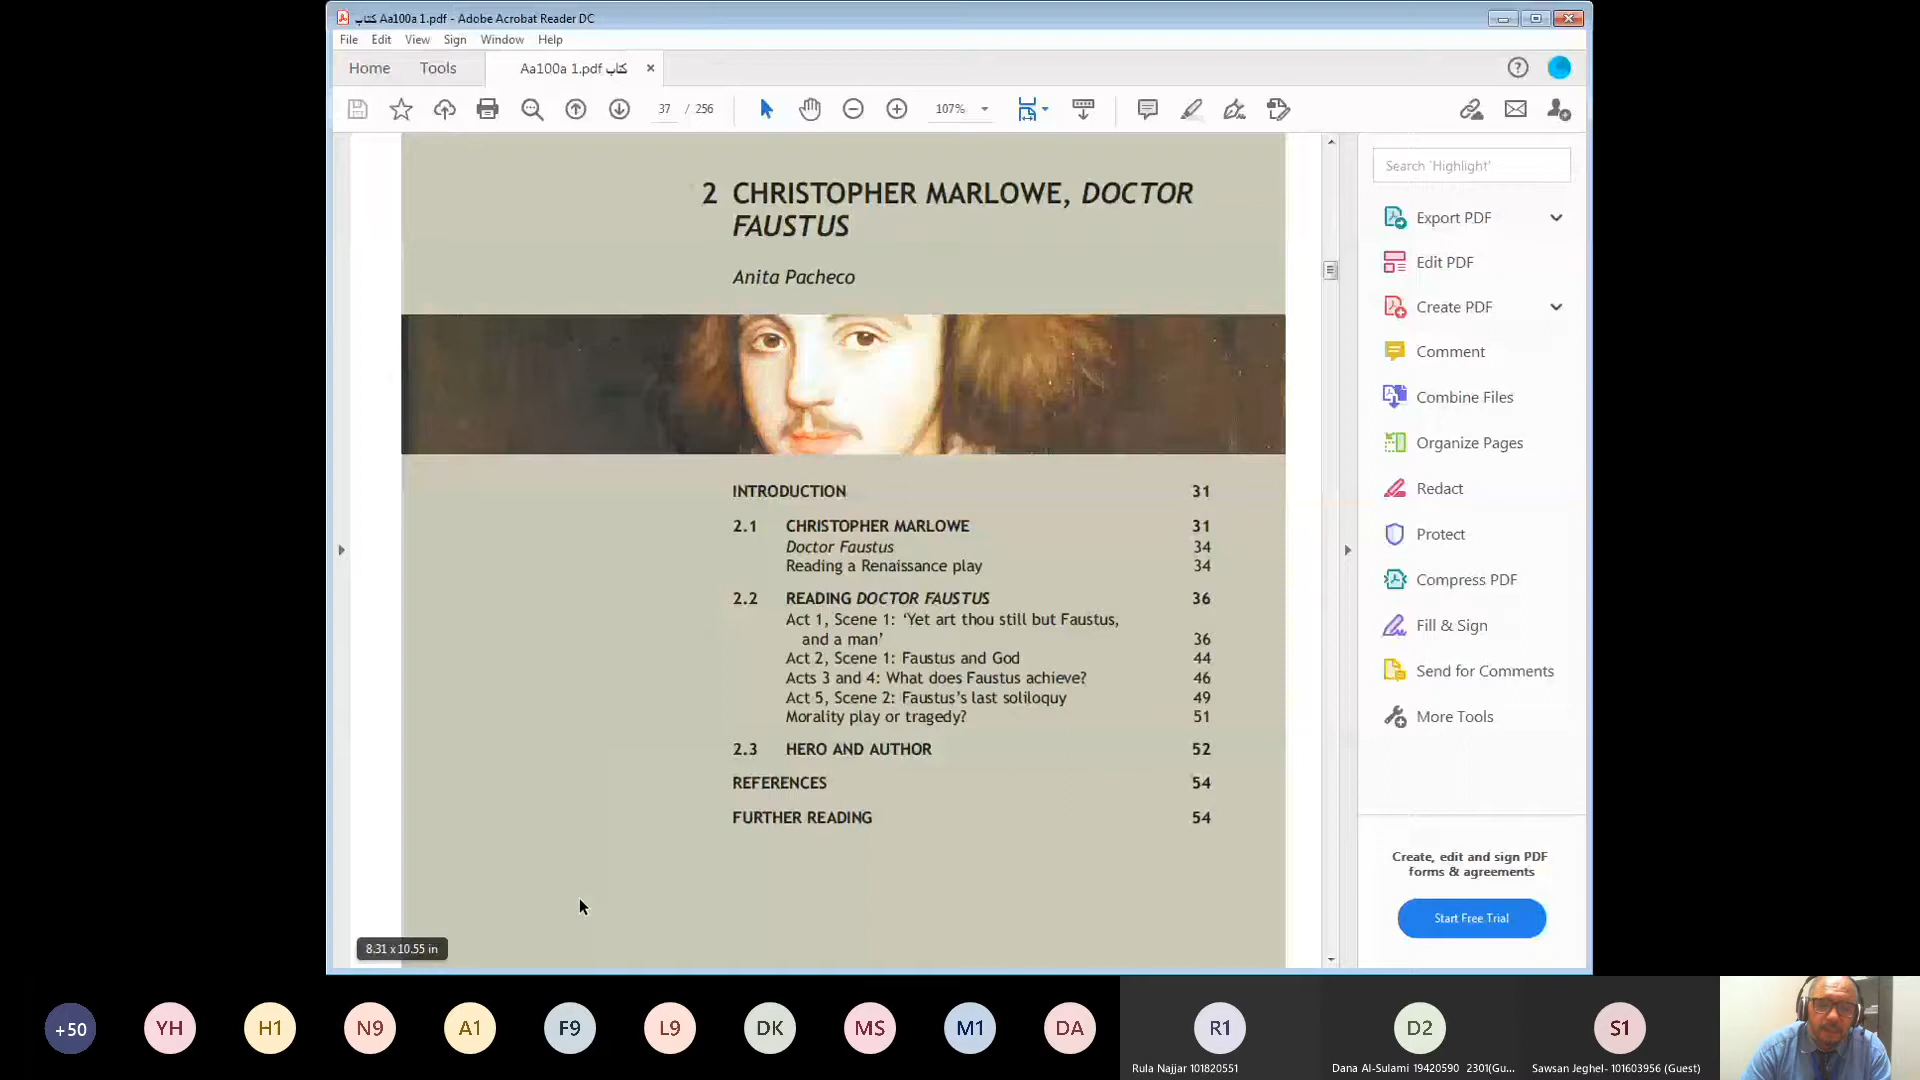 كتاب Aa100a 1.pdf - Adobe Acrobat Reader DC
File Edit View Sign Window Help
Home Tools Aa100a 1.pdf كتاب
37 / 256 107%
Search 'Highlight'
2 CHRISTOPHER MARLOWE, DOCTOR
FAUSTUS
Anita Pacheco
INTRODUCTION 31
2.1 CHRISTOPHER MARLOWE 31
Doctor Faustus 34
Reading a Renaissance play 34
2.2 READING DOCTOR FAUSTUS 36
Act 1, Scene 1: ‘Yet art thou still but Faustus,
and a man’ 36
Act 2, Scene 1: Faustus and God 44
Acts 3 and 4: What does Faustus achieve? 46
Act 5, Scene 2: Faustus’s last soliloquy 49
Morality play or tragedy? 51
2.3 HERO AND AUTHOR 52
REFERENCES 54
FURTHER READING 54
8.31 x 10.55 in
Export PDF
Edit PDF
Create PDF
Comment
Combine Files
Organize Pages
Redact
Protect
Compress PDF
Fill & Sign
Send for Comments
More Tools
Create, edit and sign PDF
forms & agreements
Start Free Trial
+50 YH H1 N9 A1 F9 L9 DK MS M1 DA R1 D2 S1
Rula Najjar 101820551 Dana Al-Sulami 19420590 2301(Gu... Sawsan Jeghel- 101603956 (Guest)